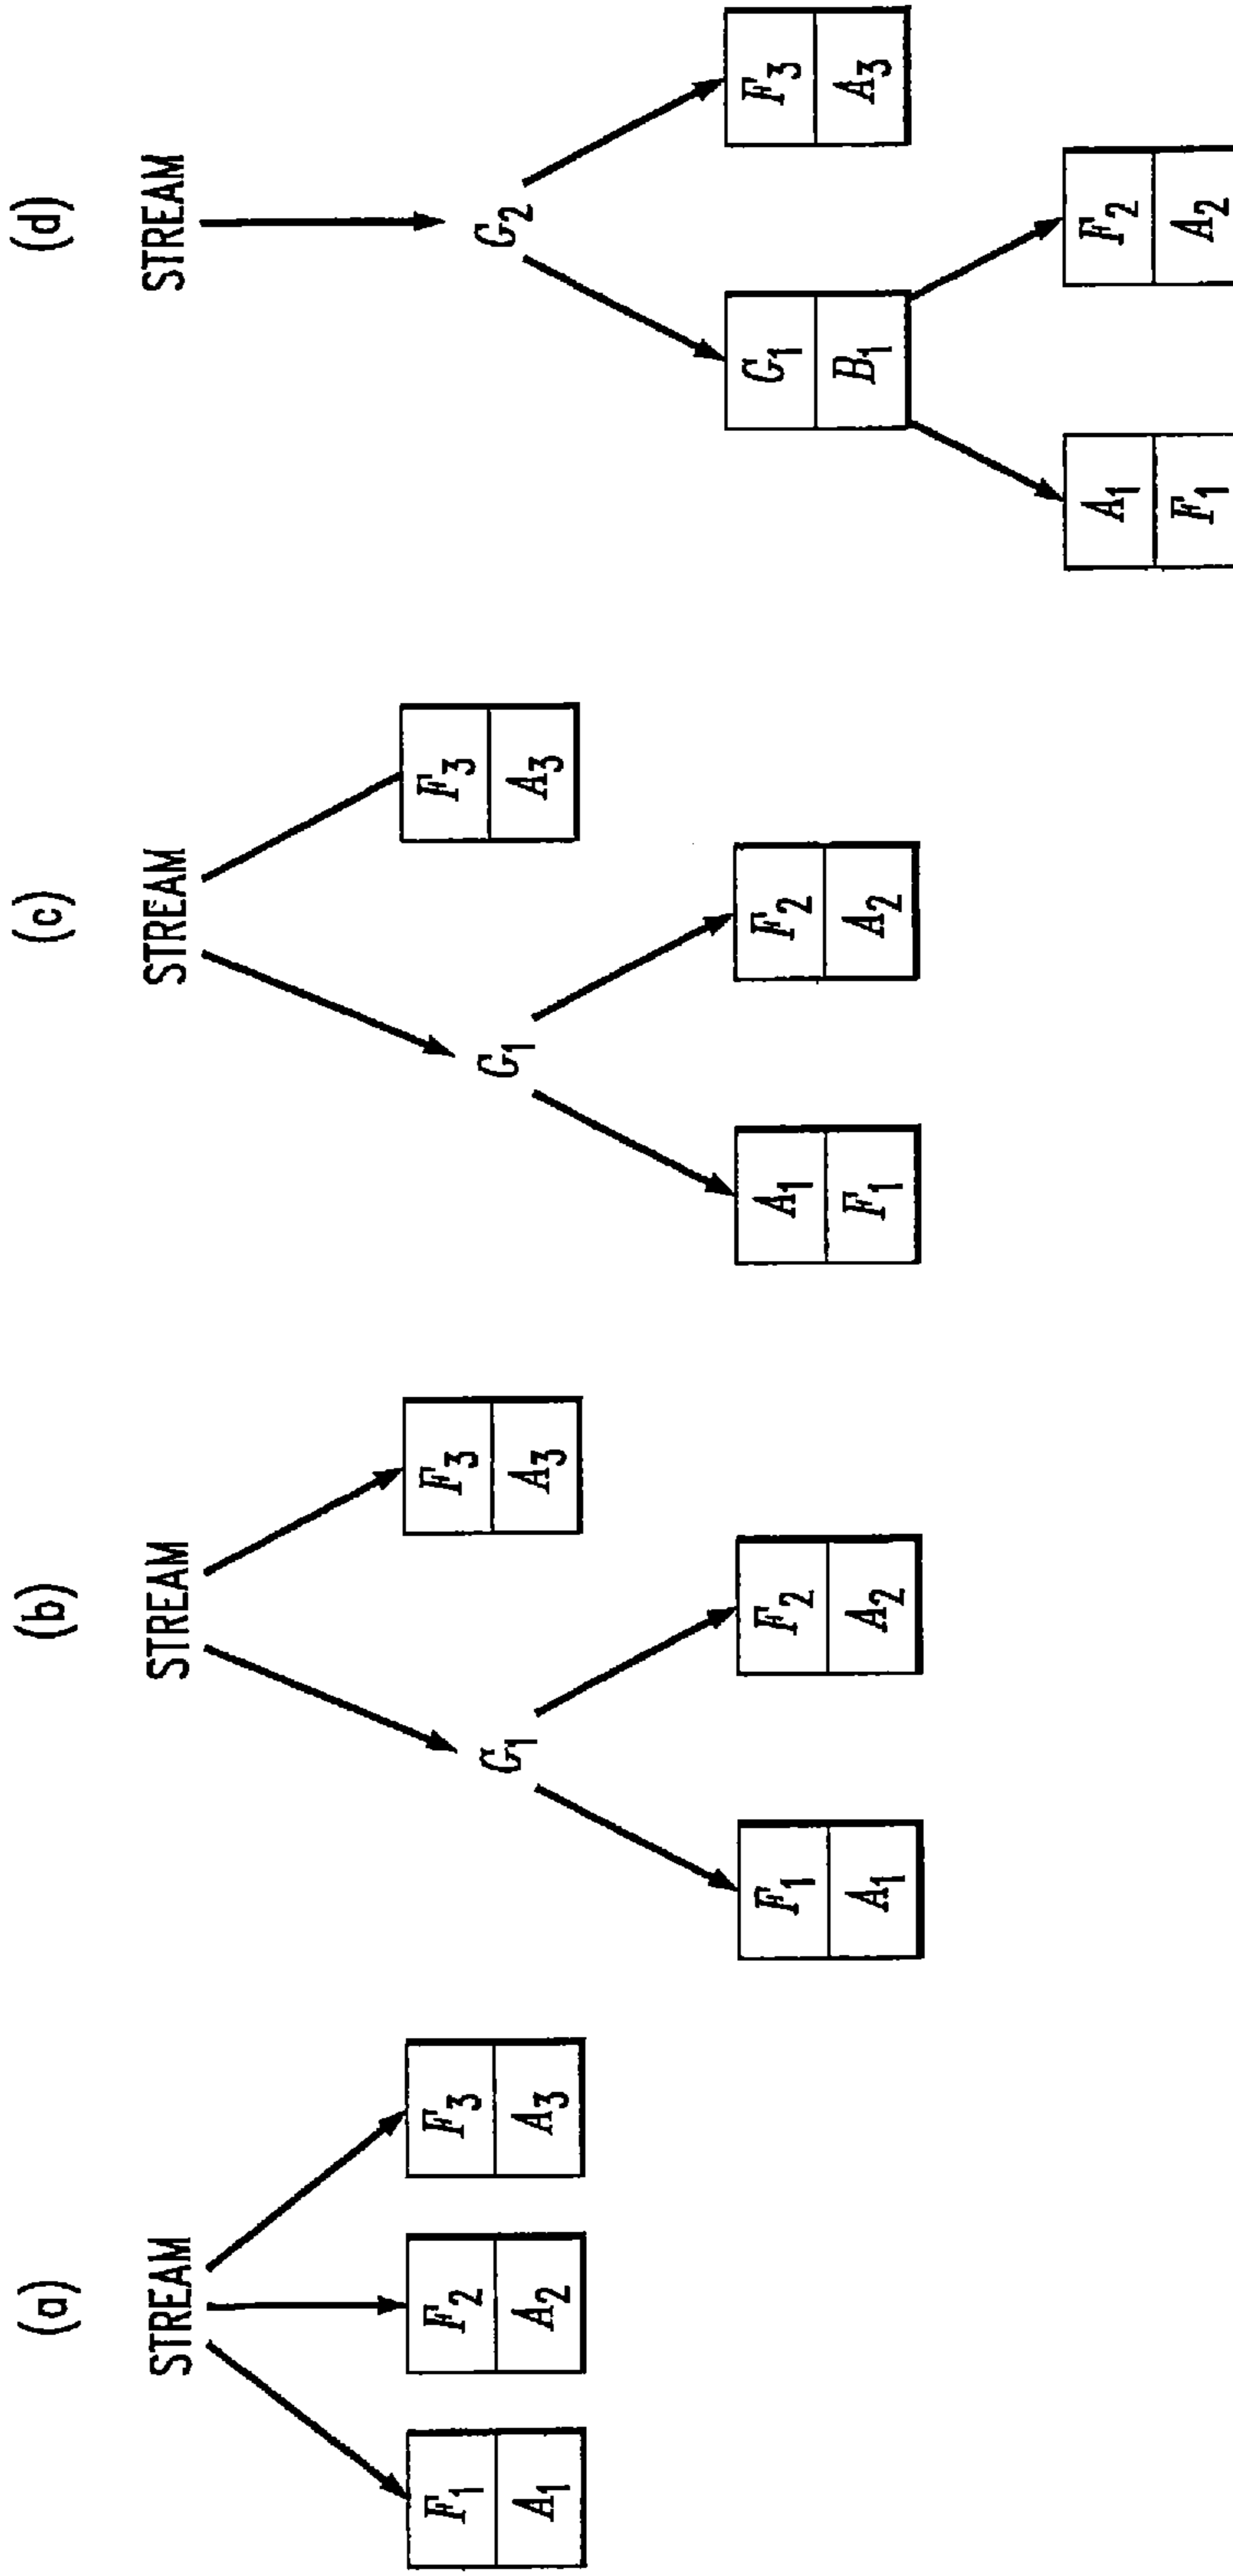 (a)
STREAM
F₁ F₂ F₃
A₁ A₂ A₃
(b)
STREAM
F₃
A₃
G₁
F₁ F₂
A₁ A₂
(c)
STREAM
F₃
A₃
G₁
A₁ F₂
F₁ A₂
(d)
STREAM
G₂
G₁ F₃
B₁ A₃
A₁ F₂
F₁ A₂